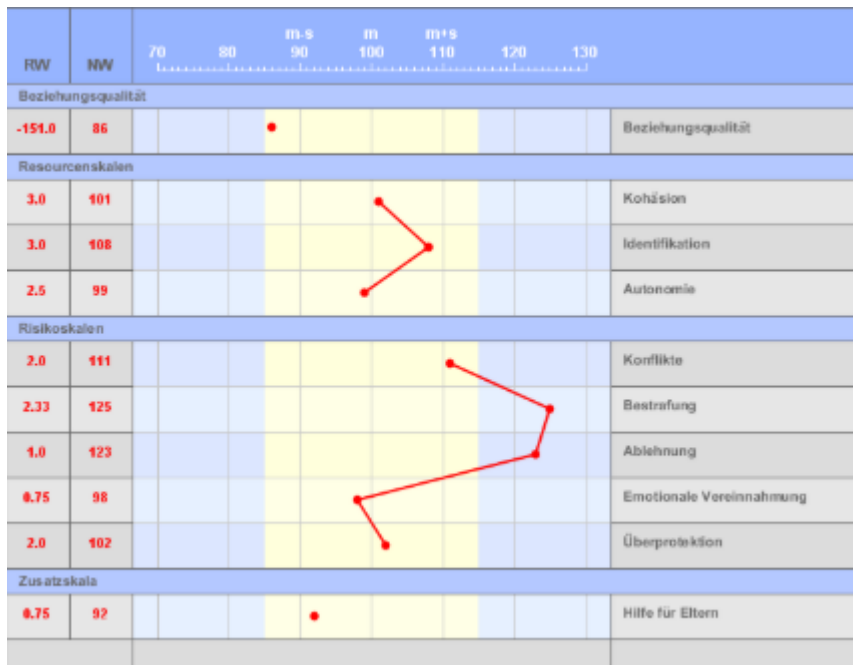 m-s m m+s
RW NW 70 80 90 100 110 120 130
Beziehungsqualität
-151.0 86 Beziehungsqualität
Resourcenskalen
3.0 101 Kohäsion
3.0 108 Identifikation
2.5 99 Autonomie
Risikoskalen
2.0 111 Konflikte
2.33 125 Bestrafung
1.0 123 Ablehnung
0.75 98 Emotionale Vereinnahmung
2.0 102 Überprotektion
Zusatzskala
0.75 92 Hilfe für Eltern